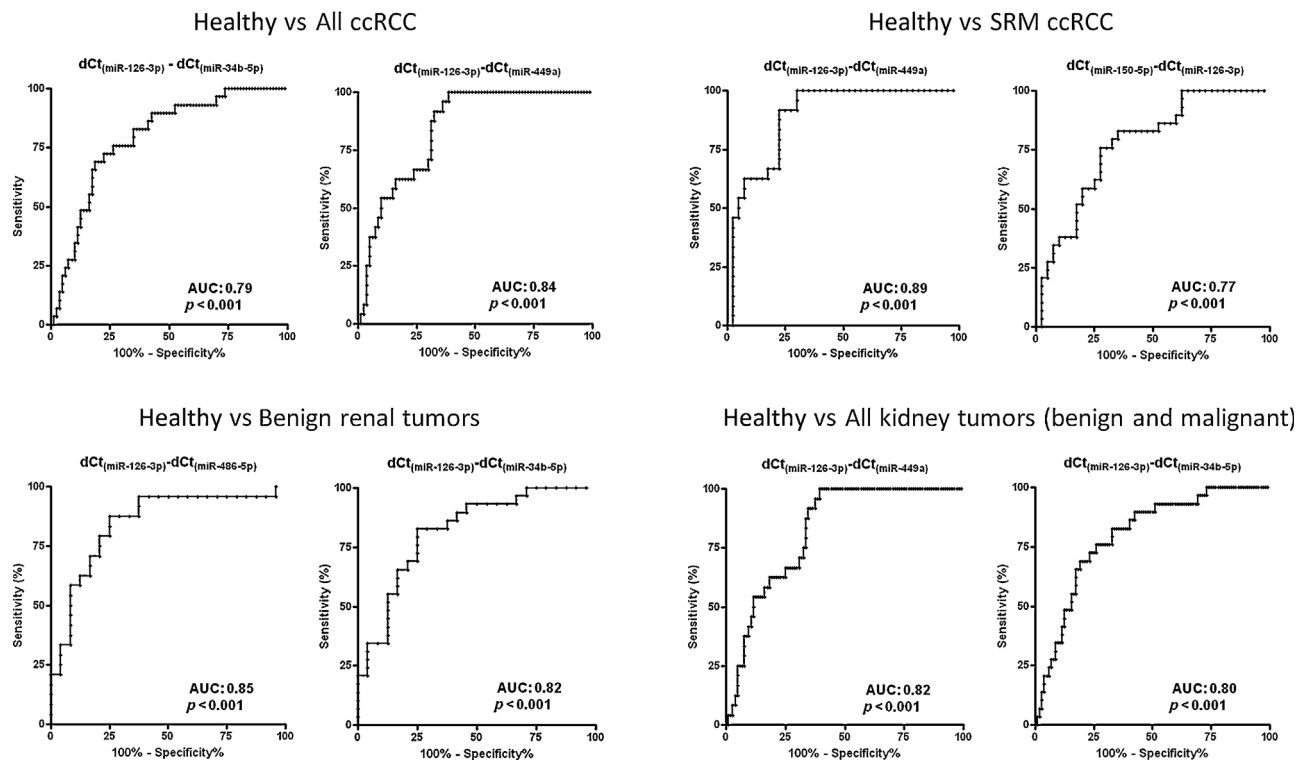 Healthy vs All ccRCC
dCt(miR-126-3p) - dCt(miR-34b-5p)
Sensitivity
100
75
50
25
0
AUC: 0.79
p < 0.001
0 25 50 75 100
100% - Specificity%
dCt(miR-126-3p)-dCt(miR-449a)
Sensitivity (%)
100
75
50
25
0
AUC: 0.84
p < 0.001
0 25 50 75 100
100% - Specificity%
Healthy vs SRM ccRCC
dCt(miR-126-3p)-dCt(miR-449a)
Sensitivity (%)
100
75
50
25
0
AUC: 0.89
p < 0.001
0 25 50 75 100
100% - Specificity%
dCt(miR-150-5p)-dCt(miR-126-3p)
Sensitivity (%)
100
75
50
25
0
AUC: 0.77
p < 0.001
0 25 50 75 100
100% - Specificity%
Healthy vs Benign renal tumors
dCt(miR-126-3p)-dCt(miR-486-5p)
Sensitivity (%)
100
75
50
25
0
AUC: 0.85
p < 0.001
0 25 50 75 100
100% - Specificity%
dCt(miR-126-3p)-dCt(miR-34b-5p)
Sensitivity (%)
100
75
50
25
0
AUC: 0.82
p < 0.001
0 25 50 75 100
100% - Specificity%
Healthy vs All kidney tumors (benign and malignant)
dCt(miR-126-3p)-dCt(miR-449a)
Sensitivity (%)
100
75
50
25
0
AUC: 0.82
p < 0.001
0 25 50 75 100
100% - Specificity%
dCt(miR-126-3p)-dCt(miR-34b-5p)
Sensitivity (%)
100
75
50
25
0
AUC: 0.80
p < 0.001
0 25 50 75 100
100% - Specificity%